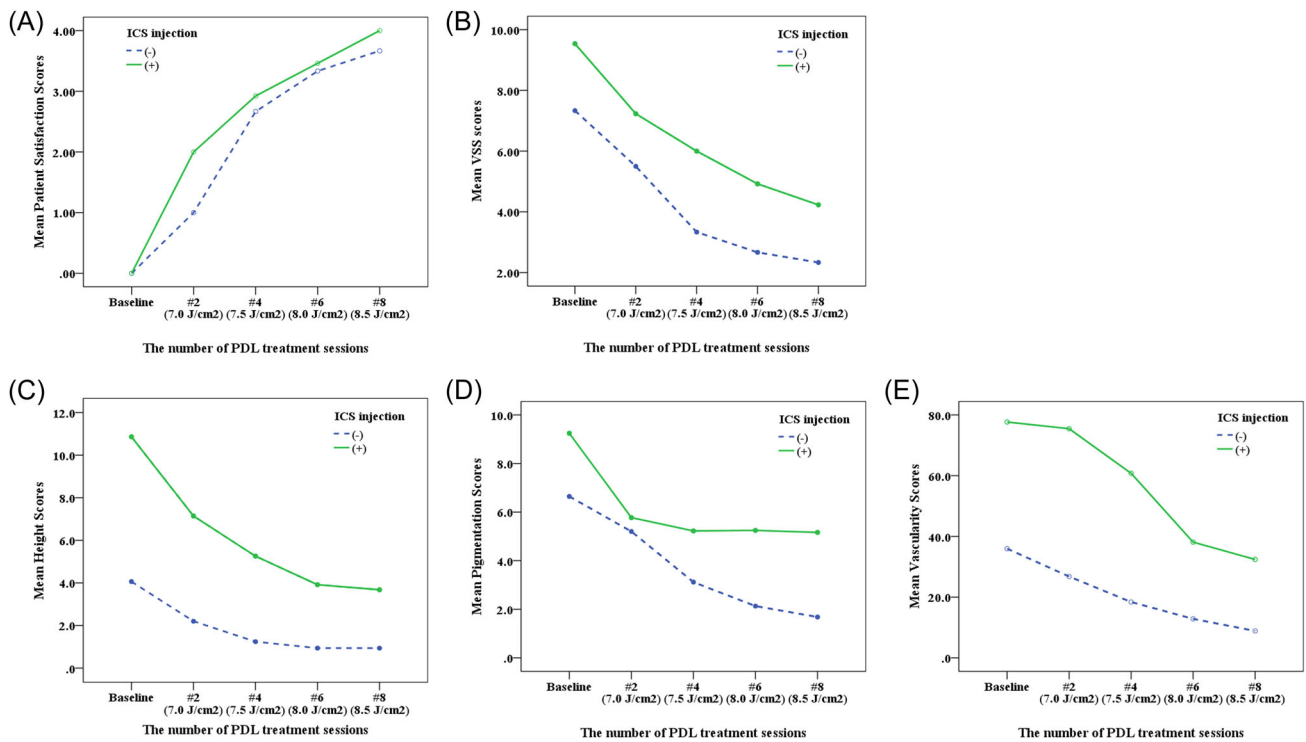 (A)
Mean Patient Satisfaction Scores
4.00
3.00
2.00
1.00
.00
ICS injection
(-)
(+)
Baseline #2 #4 #6 #8
(7.0 J/cm2) (7.5 J/cm2) (8.0 J/cm2) (8.5 J/cm2)
The number of PDL treatment sessions
(B)
Mean VSS scores
10.00
8.00
6.00
4.00
2.00
ICS injection
(-)
(+)
Baseline #2 #4 #6 #8
(7.0 J/cm2) (7.5 J/cm2) (8.0 J/cm2) (8.5 J/cm2)
The number of PDL treatment sessions
(C)
Mean Height Scores
12.0
10.0
8.0
6.0
4.0
2.0
.0
ICS injection
(-)
(+)
Baseline #2 #4 #6 #8
(7.0 J/cm2) (7.5 J/cm2) (8.0 J/cm2) (8.5 J/cm2)
The number of PDL treatment sessions
(D)
Mean Pigmentation Scores
10.0
8.0
6.0
4.0
2.0
.0
ICS injection
(-)
(+)
Baseline #2 #4 #6 #8
(7.0 J/cm2) (7.5 J/cm2) (8.0 J/cm2) (8.5 J/cm2)
The number of PDL treatment sessions
(E)
Mean Vascularity Scores
80.0
60.0
40.0
20.0
.0
ICS injection
(-)
(+)
Baseline #2 #4 #6 #8
(7.0 J/cm2) (7.5 J/cm2) (8.0 J/cm2) (8.5 J/cm2)
The number of PDL treatment sessions